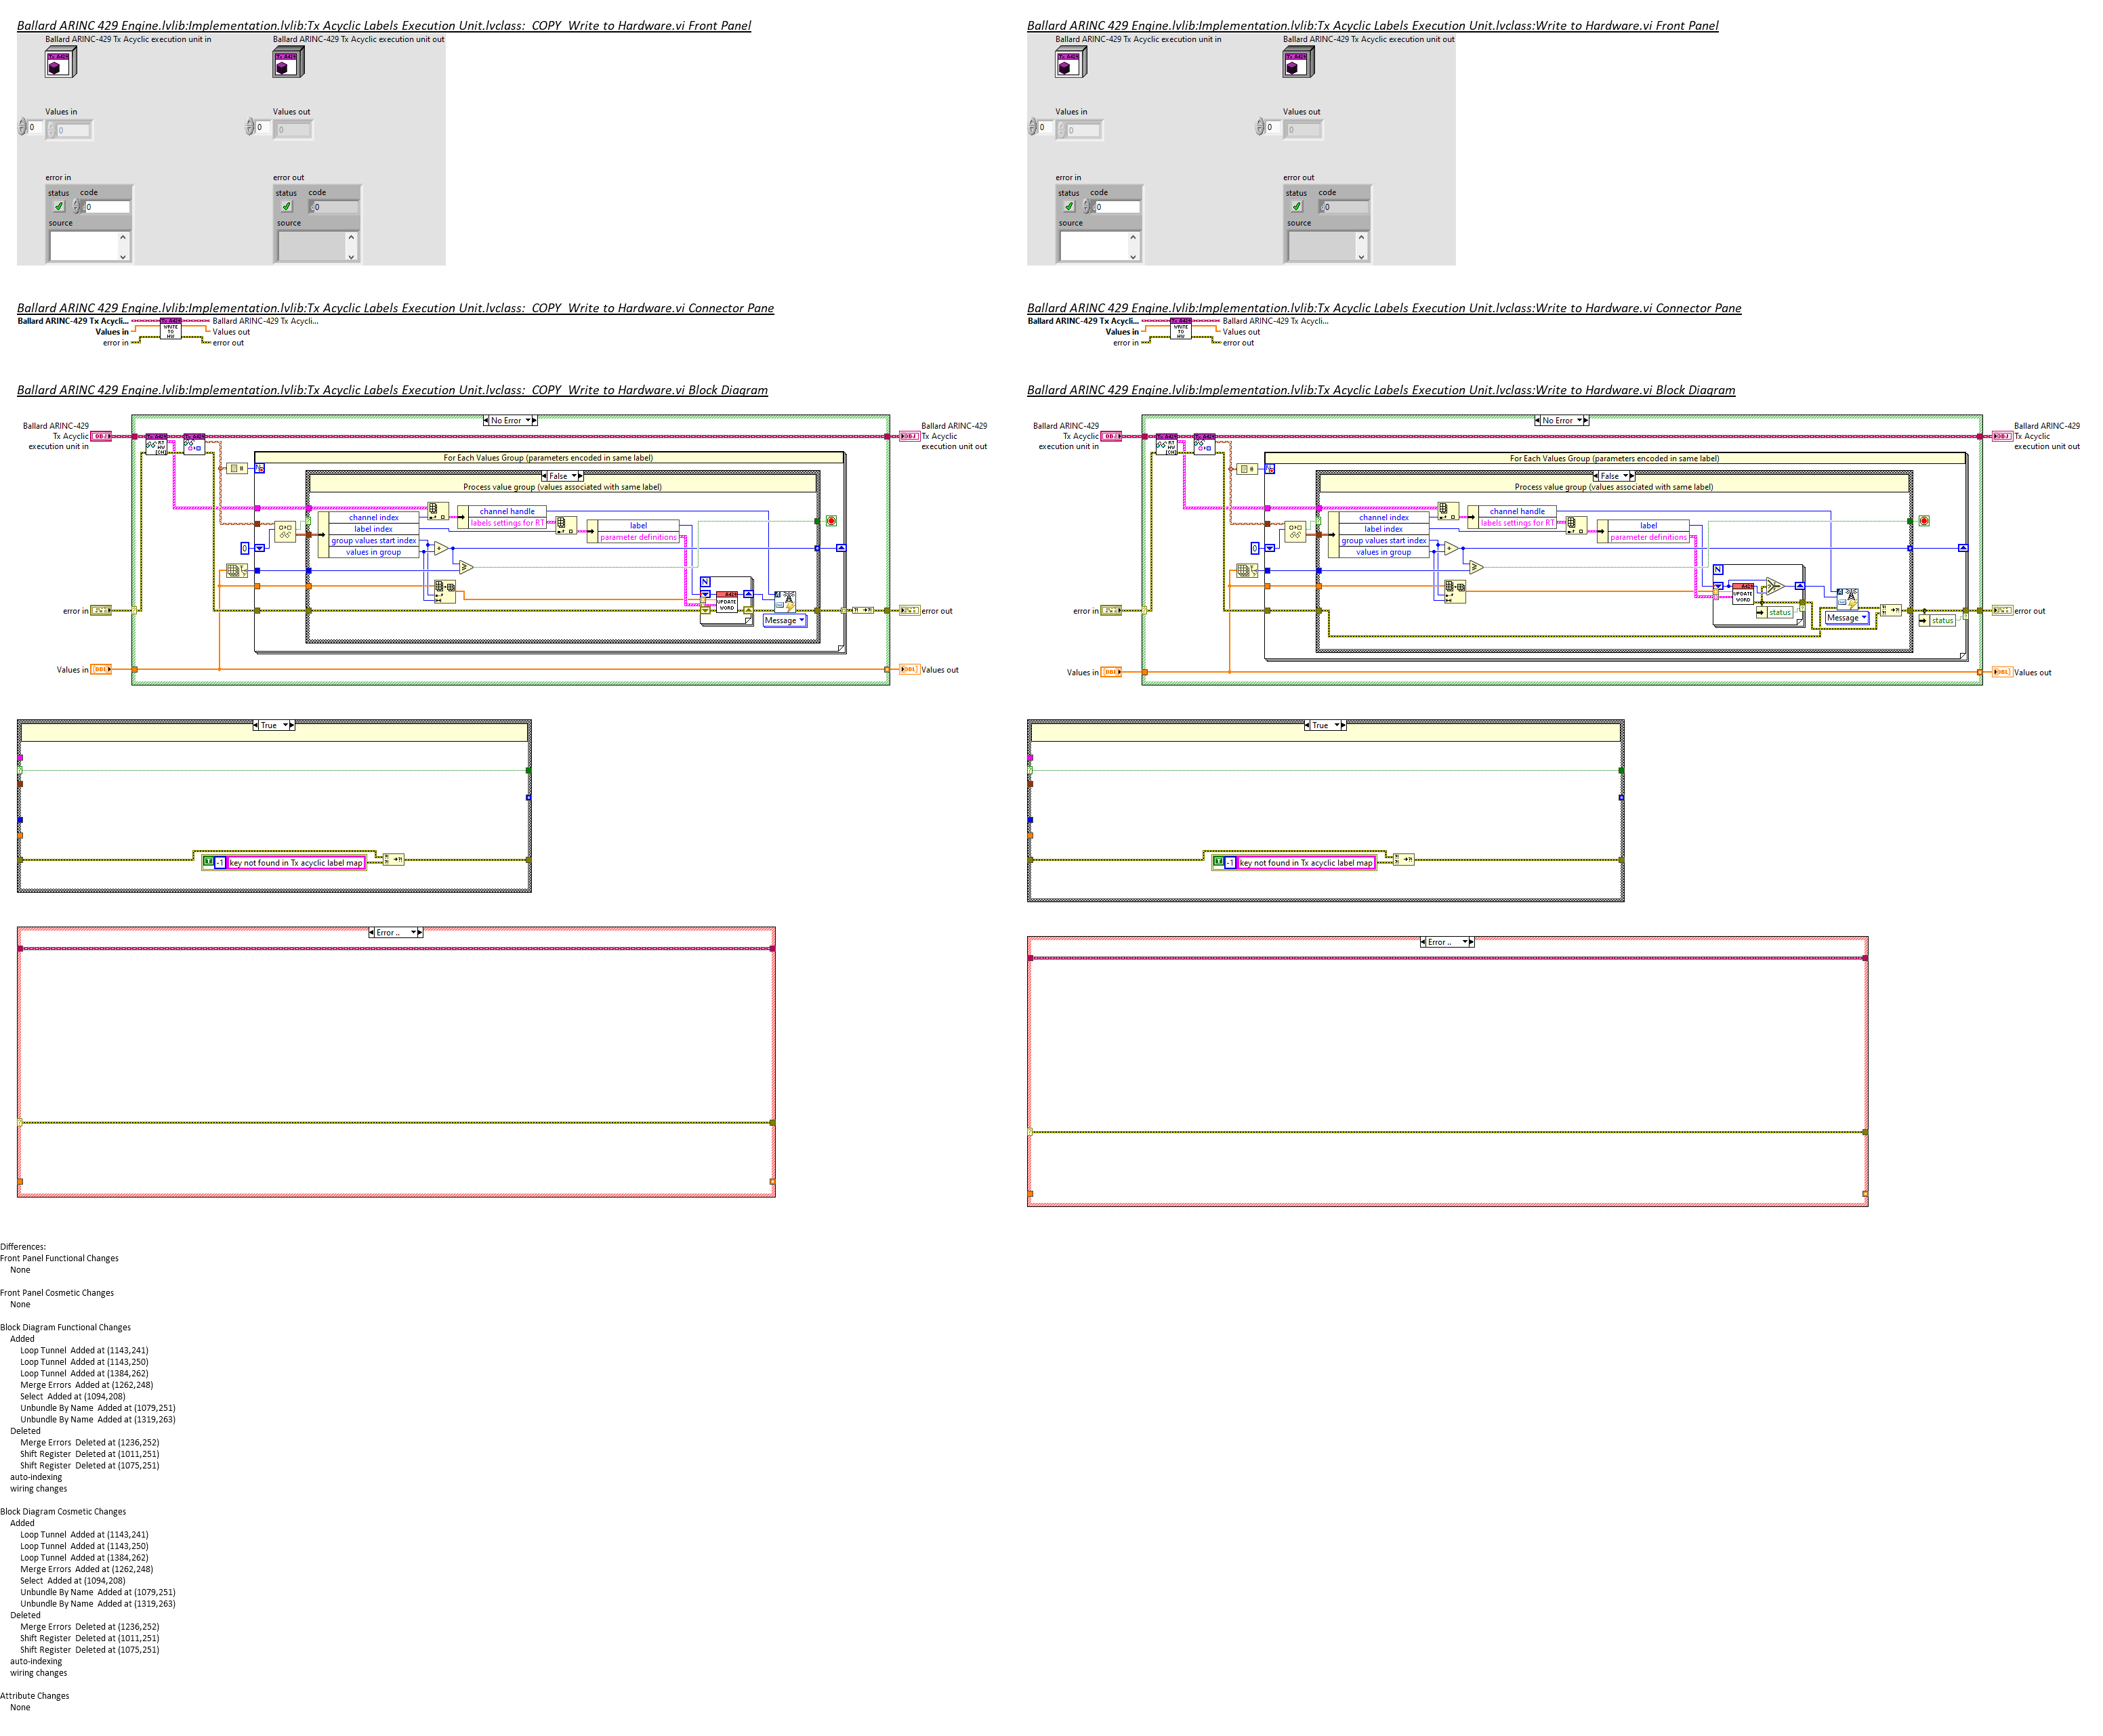 Ballard ARINC 429 Engine.lvlib:Implementation.lvlib:Tx Acyclic Labels Execution Unit.lvclass:  COPY  Write to Hardware.vi Front Panel
Ballard ARINC-429 Tx Acyclic execution unit in
Ballard ARINC-429 Tx Acyclic execution unit out
Values in
Values out
0
0
0
0
error in
error out
status
code
status
code
0
0
source
source
Ballard ARINC 429 Engine.lvlib:Implementation.lvlib:Tx Acyclic Labels Execution Unit.lvclass:Write to Hardware.vi Front Panel
Ballard ARINC-429 Tx Acyclic execution unit in
Ballard ARINC-429 Tx Acyclic execution unit out
Values in
Values out
0
0
0
0
error in
error out
status
code
status
code
0
0
source
source
Ballard ARINC 429 Engine.lvlib:Implementation.lvlib:Tx Acyclic Labels Execution Unit.lvclass:  COPY  Write to Hardware.vi Connector Pane
Ballard ARINC-429 Tx Acycli...
Ballard ARINC-429 Tx Acycli...
Values in
Values out
error in
error out
WRITE
TO
HW
Ballard ARINC 429 Engine.lvlib:Implementation.lvlib:Tx Acyclic Labels Execution Unit.lvclass:Write to Hardware.vi Connector Pane
Ballard ARINC-429 Tx Acycli...
Ballard ARINC-429 Tx Acycli...
Values in
Values out
error in
error out
WRITE
TO
HW
Ballard ARINC 429 Engine.lvlib:Implementation.lvlib:Tx Acyclic Labels Execution Unit.lvclass:  COPY  Write to Hardware.vi Block Diagram
No Error
Ballard ARINC-429
Tx Acyclic
execution unit in
Ballard ARINC-429
Tx Acyclic
execution unit out
For Each Values Group (parameters encoded in same label)
False
Process value group (values associated with same label)
channel index
label index
group values start index
values in group
channel handle
labels settings for RT
label
parameter definitions
0
N
UPDATE
WORD
Message
error in
error out
Values in
Values out
Ballard ARINC 429 Engine.lvlib:Implementation.lvlib:Tx Acyclic Labels Execution Unit.lvclass:Write to Hardware.vi Block Diagram
No Error
Ballard ARINC-429
Tx Acyclic
execution unit in
Ballard ARINC-429
Tx Acyclic
execution unit out
For Each Values Group (parameters encoded in same label)
False
Process value group (values associated with same label)
channel index
label index
group values start index
values in group
channel handle
labels settings for RT
label
parameter definitions
0
N
UPDATE
WORD
status
Message
status
error in
error out
Values in
Values out
True
T -1 key not found in Tx acyclic label map
True
T -1 key not found in Tx acyclic label map
Error ..
Error ..
Differences:
Front Panel Functional Changes
None
Front Panel Cosmetic Changes
None
Block Diagram Functional Changes
Added
Loop Tunnel  Added at (1143,241)
Loop Tunnel  Added at (1143,250)
Loop Tunnel  Added at (1384,262)
Merge Errors  Added at (1262,248)
Select  Added at (1094,208)
Unbundle By Name  Added at (1079,251)
Unbundle By Name  Added at (1319,263)
Deleted
Merge Errors  Deleted at (1236,252)
Shift Register  Deleted at (1011,251)
Shift Register  Deleted at (1075,251)
auto-indexing
wiring changes
Block Diagram Cosmetic Changes
Added
Loop Tunnel  Added at (1143,241)
Loop Tunnel  Added at (1143,250)
Loop Tunnel  Added at (1384,262)
Merge Errors  Added at (1262,248)
Select  Added at (1094,208)
Unbundle By Name  Added at (1079,251)
Unbundle By Name  Added at (1319,263)
Deleted
Merge Errors  Deleted at (1236,252)
Shift Register  Deleted at (1011,251)
Shift Register  Deleted at (1075,251)
auto-indexing
wiring changes
Attribute Changes
None